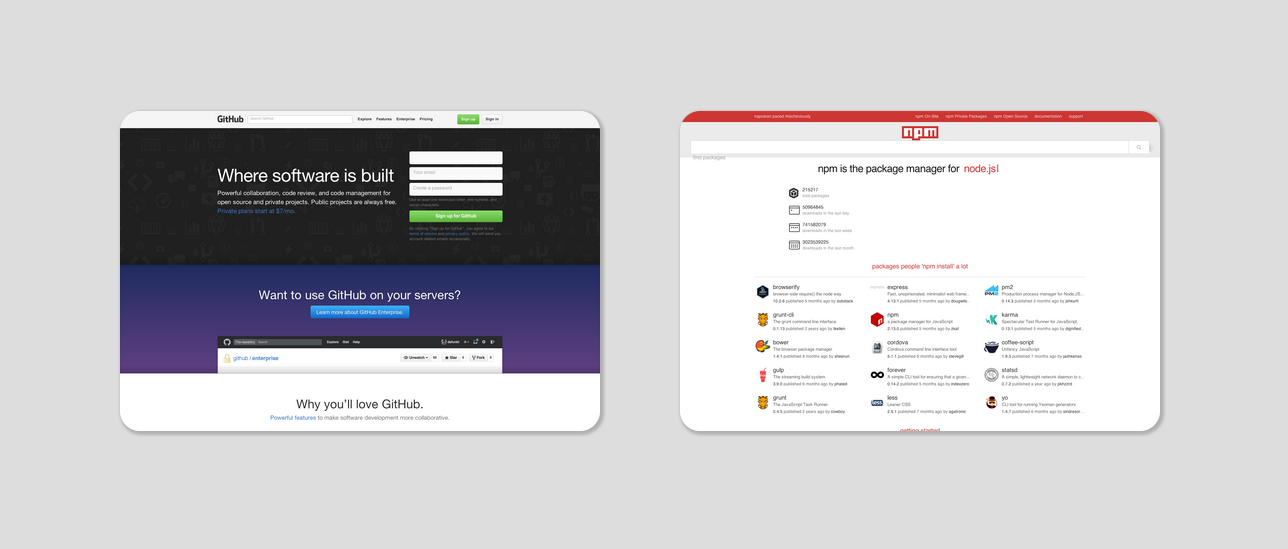 GitHub
Search GitHub
Explore Features Enterprise Pricing
Sign up
Sign in
Where software is built
Powerful collaboration, code review, and code management for
open source and private projects. Public projects are always free.
Private plans start at $7/mo.
Your email
Create a password
Use at least one lowercase letter, one numeral, and
seven characters.
Sign up for GitHub
By clicking "Sign up for GitHub", you agree to our
terms of service and privacy policy. We will send you
account related emails occasionally.
Want to use GitHub on your servers?
Learn more about GitHub Enterprise.
This repository Search
Explore Gist Help
defunkt
github / enterprise
Unwatch
Star
Fork
Why you'll love GitHub.
Powerful features to make software development more collaborative.
npm On-Site npm Private Packages npm Open Source documentation support
npm
find packages
npm is the package manager for node.js
215217
total packages
50964845
downloads in the last day
741582079
downloads in the last week
3023539225
downloads in the last month
packages people 'npm install' a lot
browserify
browser-side require() the node way
10.2.6 published 5 months ago by substack
express
Fast, unopinionated, minimalist web frame...
4.13.1 published 5 months ago by dougwils...
pm2
Production process manager for Node.JS...
0.14.3 published 5 months ago by jshkurti
grunt-cli
The grunt command line interface.
0.1.13 published 2 years ago by tkellen
npm
a package manager for JavaScript
2.13.0 published 5 months ago by zkat
karma
Spectacular Test Runner for JavaScript.
0.13.1 published 5 months ago by dignified...
bower
The browser package manager
1.4.1 published 8 months ago by sheerun
cordova
Cordova command line interface tool
5.1.1 published 6 months ago by stevegill
coffee-script
Unfancy JavaScript
1.9.3 published 7 months ago by jashkenas
gulp
The streaming build system
3.9.0 published 6 months ago by phated
forever
A simple CLI tool for ensuring that a given...
0.14.2 published 5 months ago by indexzero
statsd
A simple, lightweight network daemon to c...
0.7.2 published a year ago by pkhzzrd
grunt
The JavaScript Task Runner
0.4.5 published 2 years ago by cowboy
less
Leaner CSS
2.5.1 published 7 months ago by agatronic
yo
CLI tool for running Yeoman generators
1.4.7 published 6 months ago by sindresor...
getting started